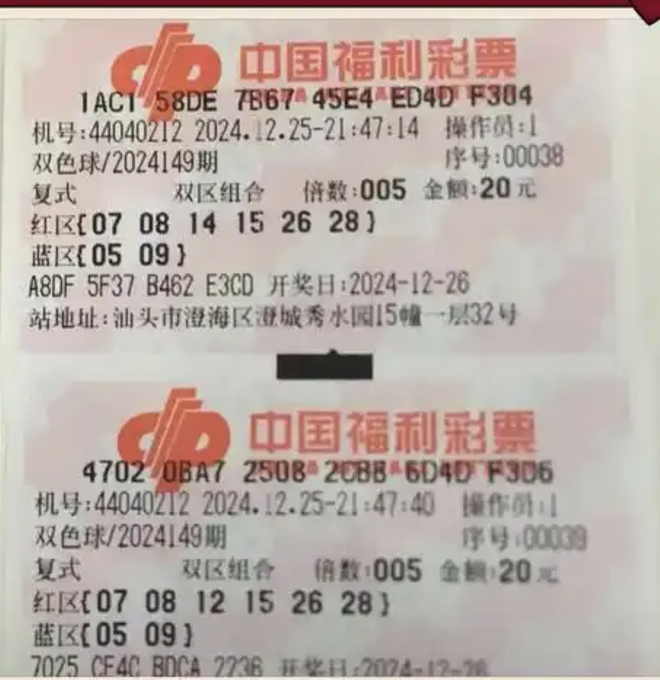 中国福利彩票
1AC1 58DE 7B67 45E4 ED4D F304
机号:44040212 2024.12.25-21:47:14 操作员:1
双色球/2024149期 序号:00038
复式 双区组合 倍数:005 金额:20元
红区{07 08 14 15 26 28}
蓝区{05 09}
A8DF 5F37 B462 E3CD 开奖日:2024-12-26
站地址:汕头市澄海区澄城秀水园15幢一层32号
中国福利彩票
4702 0BA7 2508 2CBB 6D4D F3D6
机号:44040212 2024.12.25-21:47:40 操作员:1
双色球/2024149期 序号:00039
复式 双区组合 倍数:005 金额:20元
红区{07 08 12 15 26 28}
蓝区{05 09}
7025 CE4C BDCA 2236 开奖日:2024-12-26